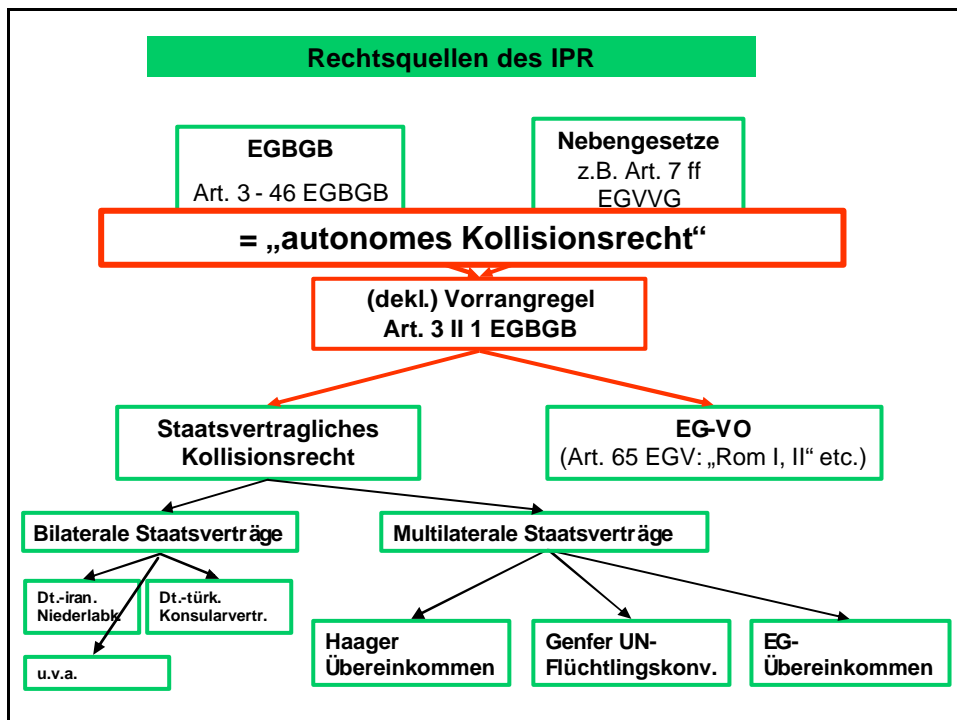 Rechtsquellen des IPR
EGBGB
Art. 3 - 46 EGBGB
Nebengesetze
z.B. Art. 7 ff
EGVVG
= „autonomes Kollisionsrecht“
(dekl.) Vorrangregel
Art. 3 II 1 EGBGB
Staatsvertragliches
Kollisionsrecht
EG-VO
(Art. 65 EGV: „Rom I, II“ etc.)
Bilaterale Staatsverträge
Multilaterale Staatsverträge
Dt.-iran.
Niederlabk.
Dt.-türk.
Konsularvertr.
u.v.a.
Haager
Übereinkommen
Genfer UN-
Flüchtlingskonv.
EG-
Übereinkommen